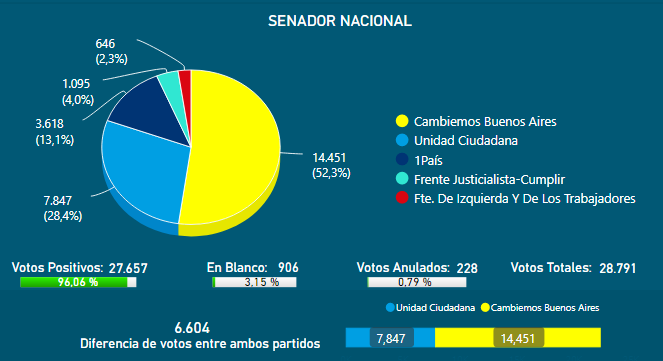 SENADOR NACIONAL
646
(2,3%)
1.095
(4,0%)
3.618
(13,1%)
7.847
(28,4%)
14.451
(52,3%)
Cambiemos Buenos Aires
Unidad Ciudadana
1País
Frente Justicialista-Cumplir
Fte. De Izquierda Y De Los Trabajadores
Votos Positivos: 27.657
96,06 %
En Blanco: 906
3,15 %
Votos Anulados: 228
0,79 %
Votos Totales: 28.791
Unidad Ciudadana Cambiemos Buenos Aires
6.604
Diferencia de votos entre ambos partidos
7,847 14,451